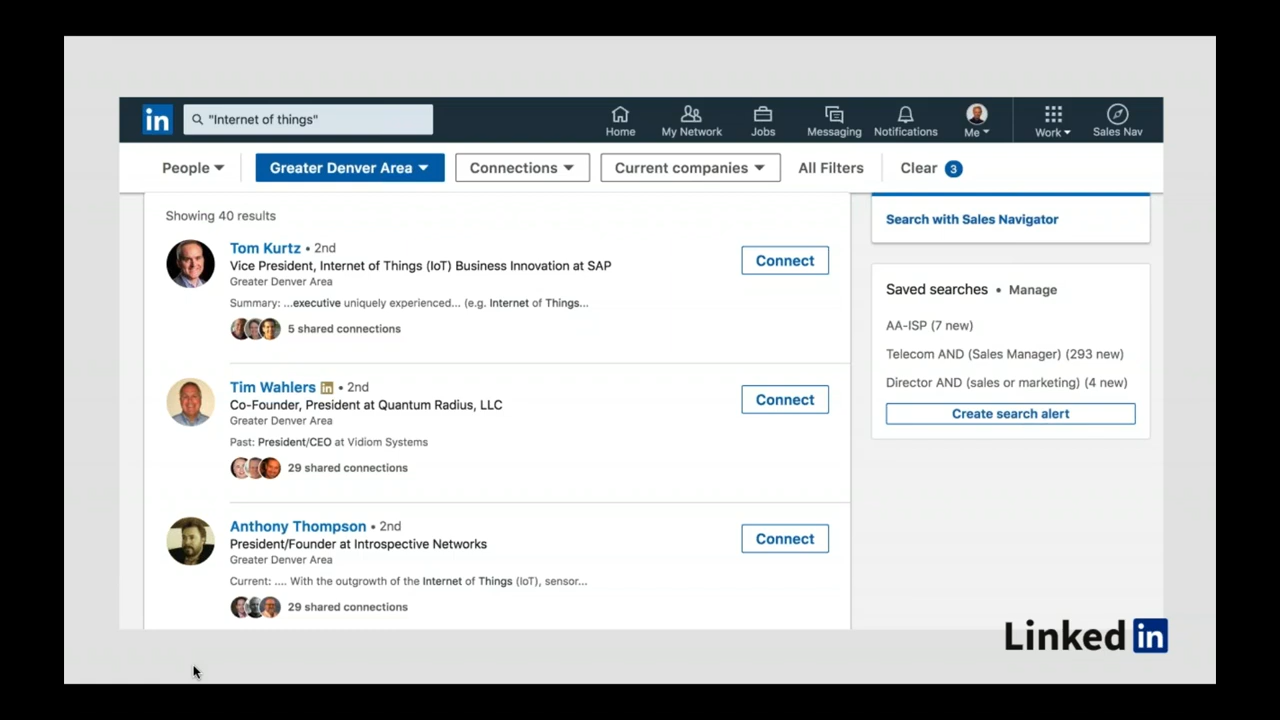 in "Internet of things" Home My Network Jobs Messaging Notifications Me Work Sales Nav
People Greater Denver Area Connections Current companies All Filters Clear 3
Showing 40 results
Tom Kurtz • 2nd
Vice President, Internet of Things (IoT) Business Innovation at SAP
Greater Denver Area
Summary: ...executive uniquely experienced... (e.g. Internet of Things...
5 shared connections
Connect
Tim Wahlers in • 2nd
Co-Founder, President at Quantum Radius, LLC
Greater Denver Area
Past: President/CEO at Vidiom Systems
29 shared connections
Connect
Anthony Thompson • 2nd
President/Founder at Introspective Networks
Greater Denver Area
Current: .... With the outgrowth of the Internet of Things (IoT), sensor...
29 shared connections
Connect
Search with Sales Navigator
Saved searches • Manage
AA-ISP (7 new)
Telecom AND (Sales Manager) (293 new)
Director AND (sales or marketing) (4 new)
Create search alert
Linked in